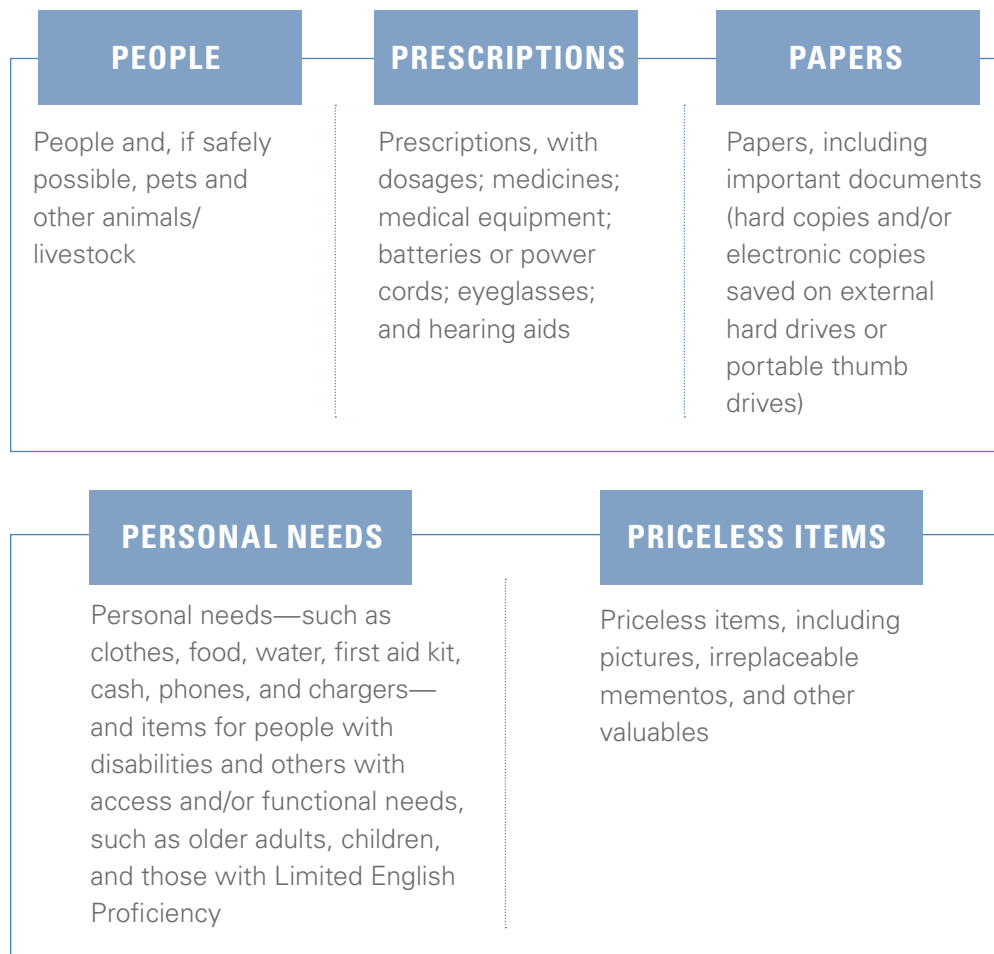 PEOPLE
People and, if safely
possible, pets and
other animals/
livestock
PRESCRIPTIONS
Prescriptions, with
dosages; medicines;
medical equipment;
batteries or power
cords; eyeglasses;
and hearing aids
PAPERS
Papers, including
important documents
(hard copies and/or
electronic copies
saved on external
hard drives or
portable thumb
drives)
PERSONAL NEEDS
Personal needs—such as
clothes, food, water, first aid kit,
cash, phones, and chargers—
and items for people with
disabilities and others with
access and/or functional needs,
such as older adults, children,
and those with Limited English
Proficiency
PRICELESS ITEMS
Priceless items, including
pictures, irreplaceable
mementos, and other
valuables